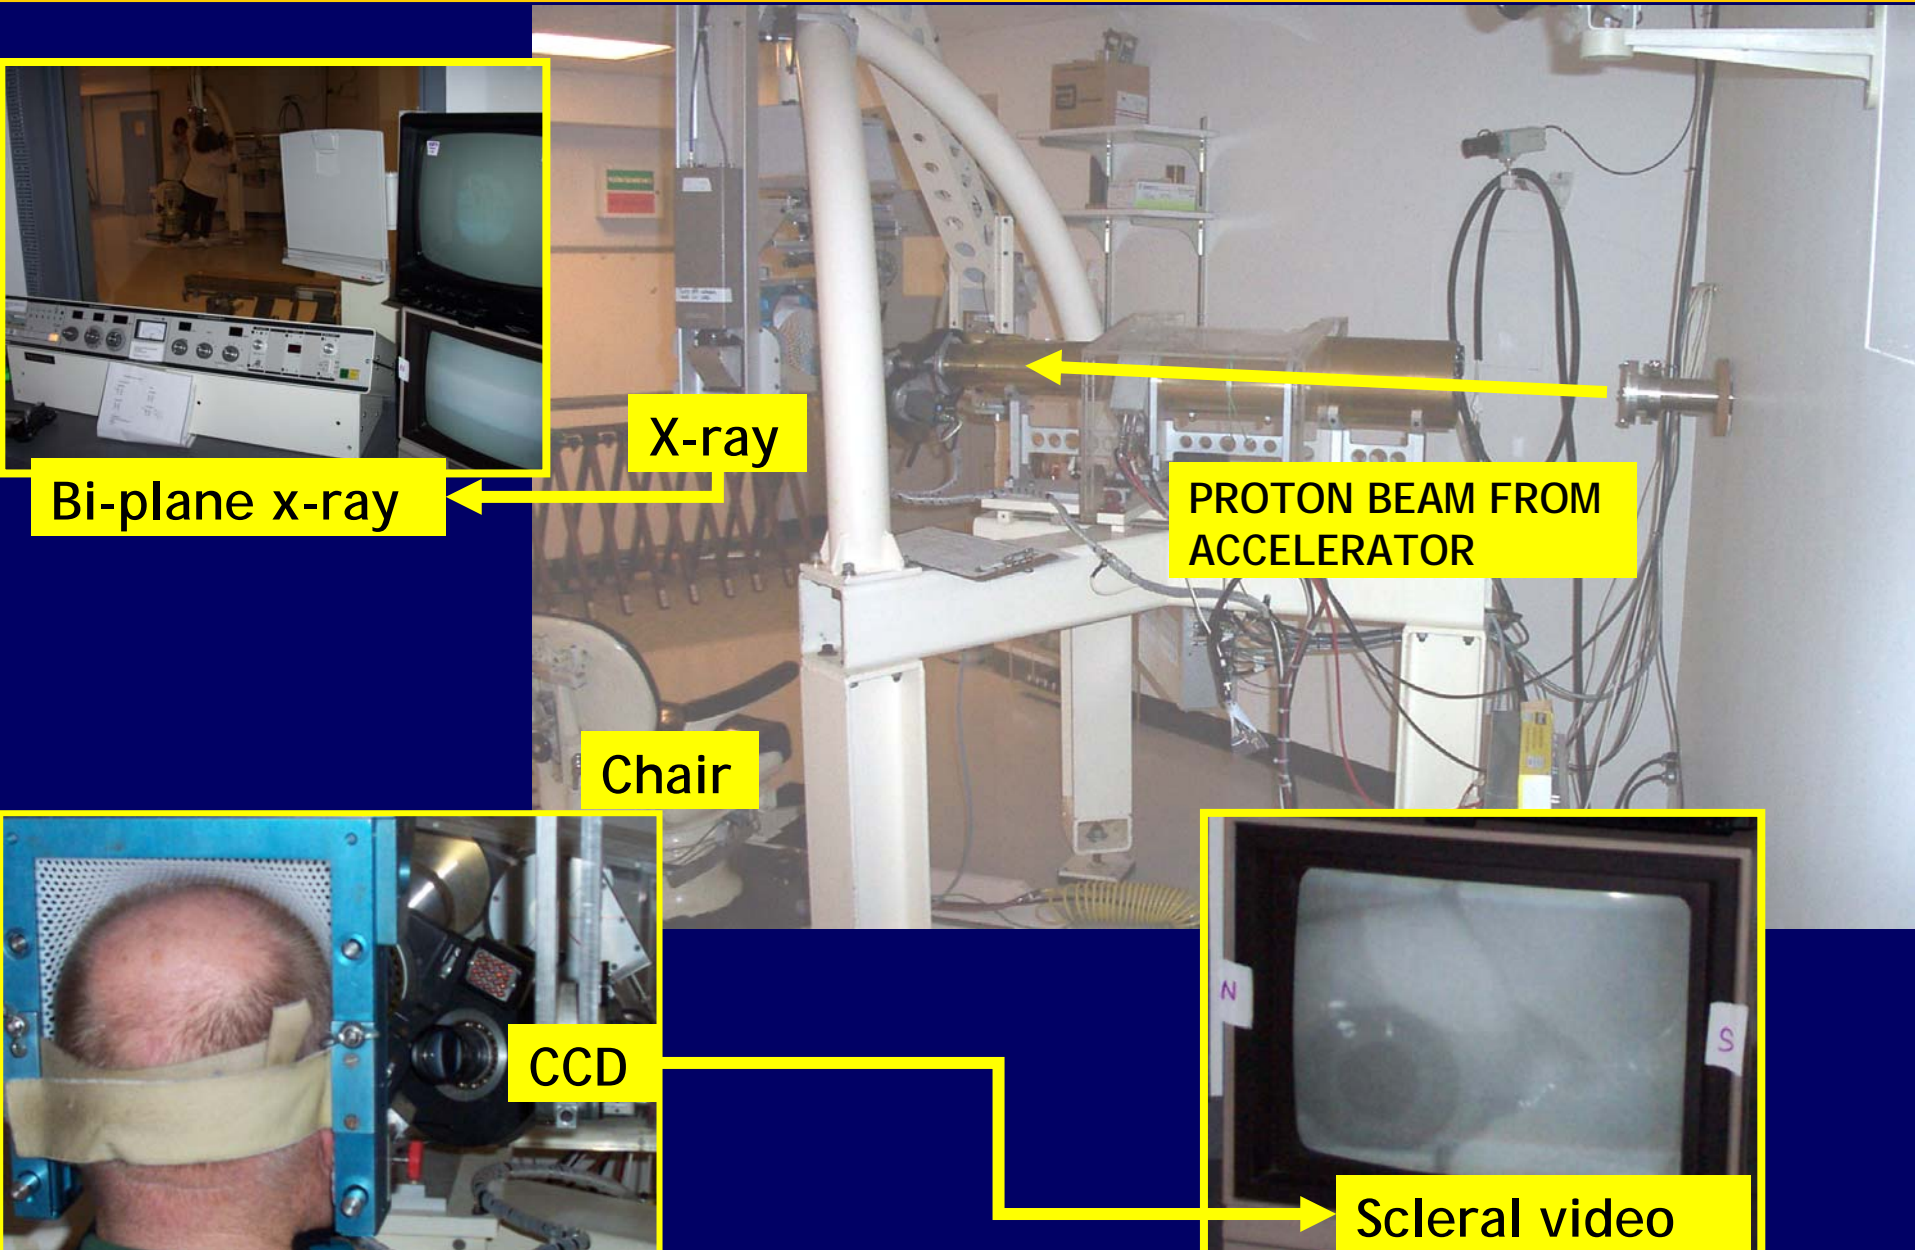 X-ray
Bi-plane x-ray
PROTON BEAM FROM
ACCELERATOR
Chair
CCD
N
S
Scleral video